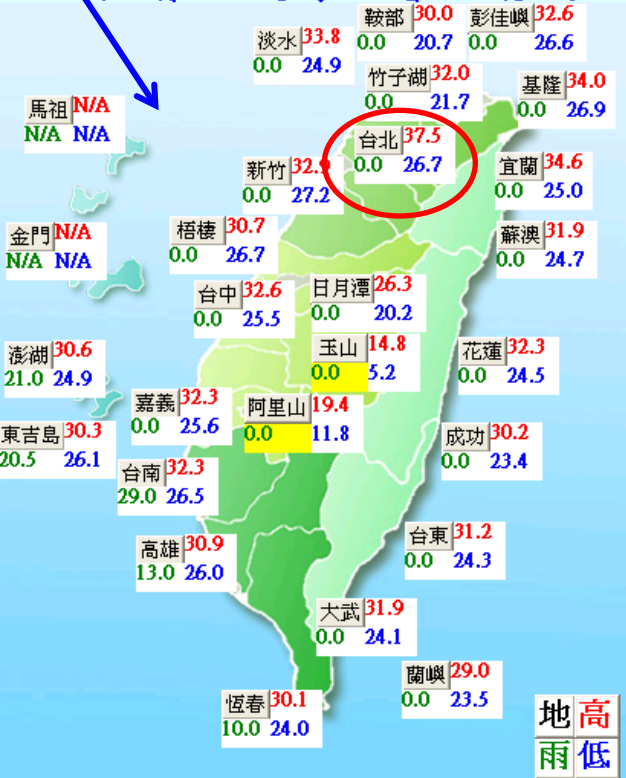 鞍部 30.0
0.0 20.7
彭佳嶼 32.6
0.0 26.6
淡水 33.8
0.0 24.9
竹子湖 32.0
0.0 21.7
基隆 34.0
0.0 26.9
馬祖 N/A
N/A N/A
台北 37.5
0.0 26.7
新竹 32.9
0.0 27.2
宜蘭 34.6
0.0 25.0
金門 N/A
N/A N/A
梧棲 30.7
0.0 26.7
蘇澳 31.9
0.0 24.7
台中 32.6
0.0 25.5
日月潭 26.3
0.0 20.2
澎湖 30.6
21.0 24.9
玉山 14.8
0.0 5.2
花蓮 32.3
0.0 24.5
嘉義 32.3
0.0 25.6
阿里山 19.4
0.0 11.8
東吉島 30.3
20.5 26.1
成功 30.2
0.0 23.4
台南 32.3
29.0 26.5
高雄 30.9
13.0 26.0
台東 31.2
0.0 24.3
大武 31.9
0.0 24.1
蘭嶼 29.0
0.0 23.5
恆春 30.1
10.0 24.0
地 高
雨 低